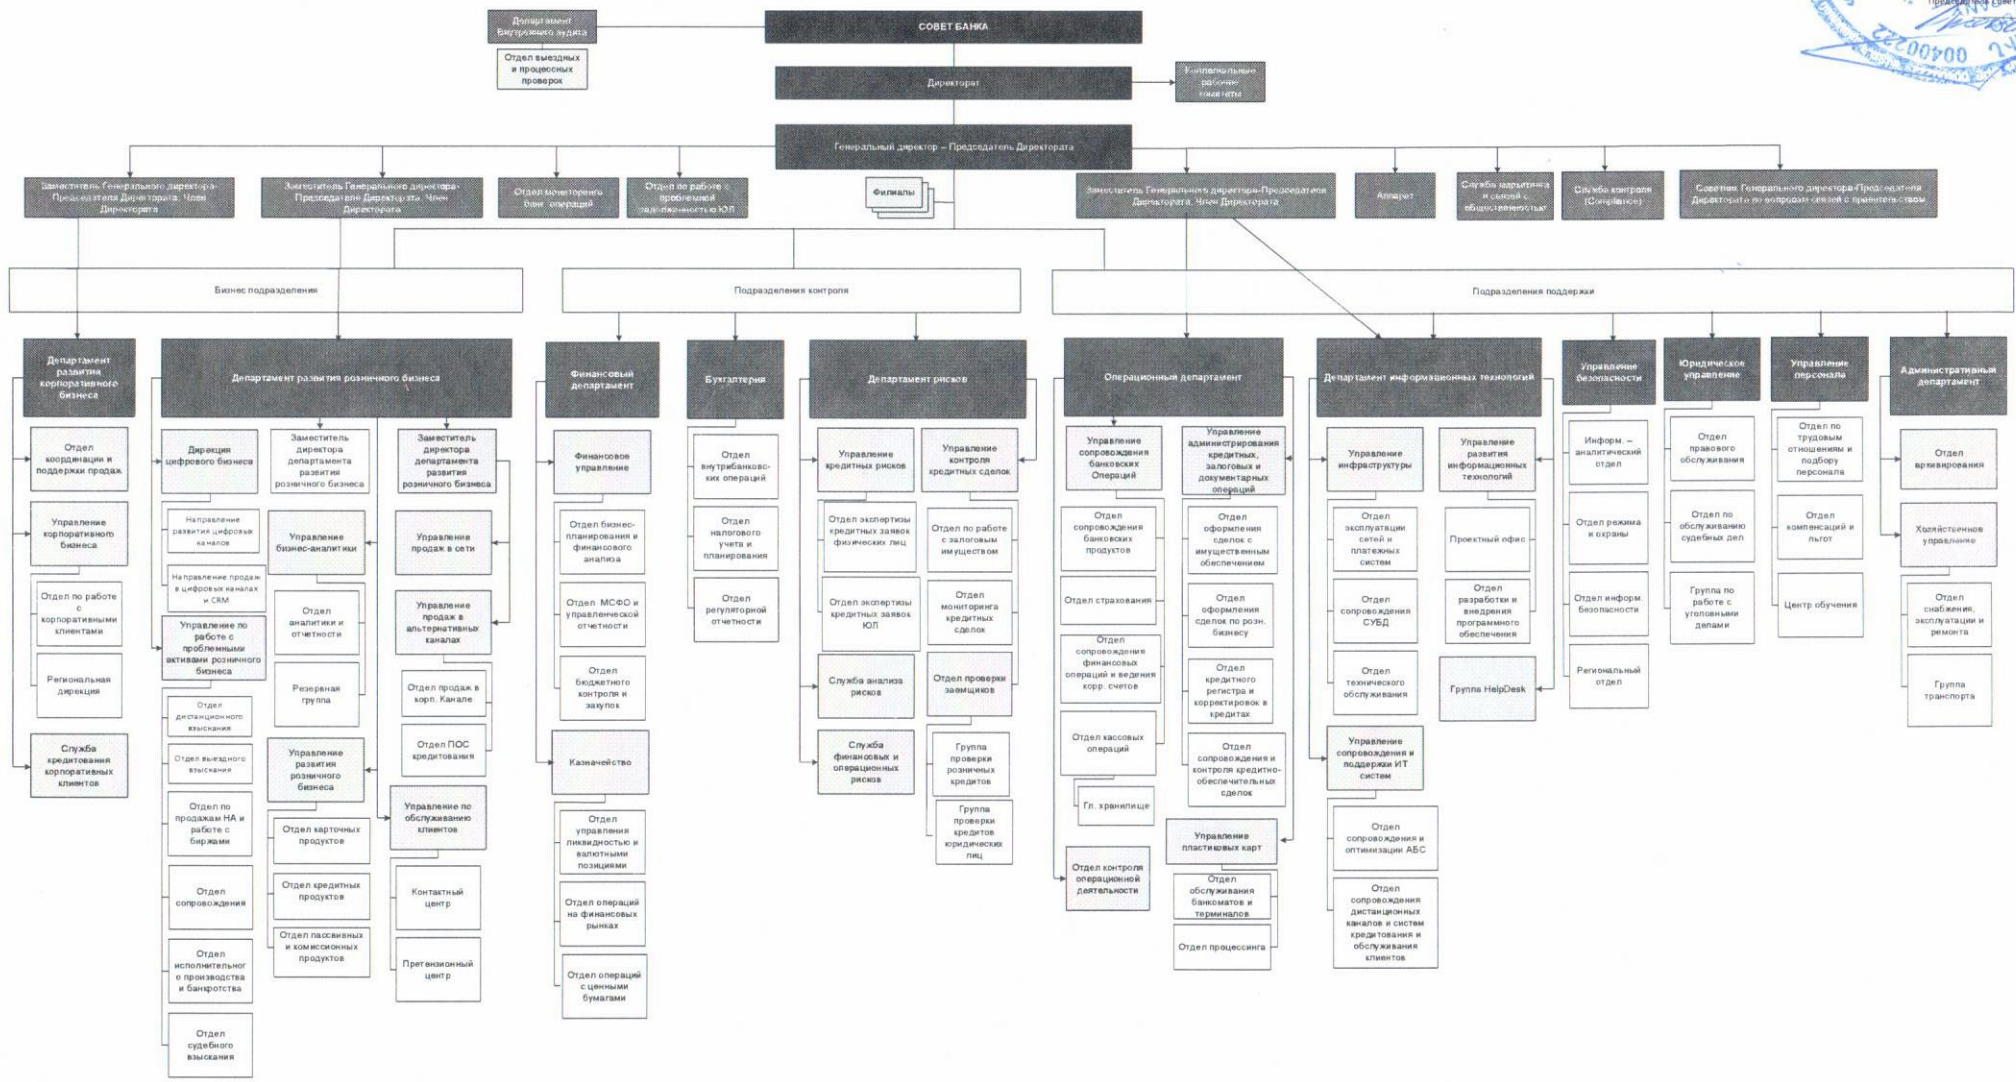 Председатель Совет
00400222
Департамент
Внутреннего аудита
Отдел выездных
и процессных
проверок
СОВЕТ БАНКА
Директорат
Коллегиальные
рабочие
комитеты
Генеральный директор – Председатель Директората
Заместитель Генерального директора-
Председателя Директората. Член
Директората
Заместитель Генерального директора-
Председателя Директората. Член
Директората
Отдел мониторинга
банк. операций
Отдел по работе с
проблемной
задолженностью ЮЛ
Филиалы
Заместитель Генерального директора-Председателя
Директората. Член Директората
Аппарат
Служба маркетинга
и связей с
общественностью
Служба контроля
(Compliance)
Советник Генерального директора-Председателя
Директората по вопросам связей с правительством
Бизнес подразделения
Подразделения контроля
Подразделения поддержки
Департамент
развития
корпоративного
бизнеса
Отдел
координации и
поддержки продаж
Управление
корпоративного
бизнеса
Отдел по работе
с
корпоративными
клиентами
Региональная
дирекция
Служба
кредитования
корпоративных
клиентов
Департамент развития розничного бизнеса
Дирекция
цифрового бизнеса
Направление
развития цифровых
каналов
Направление продаж
в цифровых каналах
и CRM
Управление по
работе с
проблемными
активами розничного
бизнеса
Отдел
дистанционного
взыскания
Отдел выездного
взыскания
Отдел по
продажам НА и
работе с
биржами
Отдел
сопровождения
Отдел
исполнительног
о производства
и банкротства
Отдел
судебного
взыскания
Заместитель
директора
департамента
развития
розничного бизнеса
Управление
бизнес-аналитики
Отдел
аналитики и
отчетности
Резервная
группа
Управление
развития
розничного
бизнеса
Отдел карточных
продуктов
Отдел кредитных
продуктов
Отдел пассивных
и комиссионных
продуктов
Заместитель
директора
департамента
развития
розничного бизнеса
Управление
продаж в сети
Управление
продаж в
альтернативных
каналах
Отдел продаж в
корп. Канале
Отдел ПОС
кредитования
Управление по
обслуживанию
клиентов
Контактный
центр
Претензионный
центр
Финансовый
департамент
Финансовое
управление
Отдел бизнес-
планирования и
финансового
анализа
Отдел МСФО и
управленческой
отчетности
Отдел
бюджетного
контроля и
закупок
Казначейство
Отдел
управления
ликвидностью и
валютными
позициями
Отдел операций
на финансовых
рынках
Отдел операций
с ценными
бумагами
Бухгалтерия
Отдел
внутрибанковс-
ких операций
Отдел
налогового
учета и
планирования
Отдел
регуляторной
отчетности
Департамент рисков
Управление
кредитных рисков
Отдел экспертизы
кредитных заявок
физических лиц
Отдел экспертизы
кредитных заявок
ЮЛ
Служба анализа
рисков
Служба
финансовых и
операционных
рисков
Управление
контроля
кредитных сделок
Отдел по работе
с залоговым
имуществом
Отдел
мониторинга
кредитных
сделок
Отдел проверки
заемщиков
Группа
проверки
розничных
кредитов
Группа
проверки
кредитов
юридических
лиц
Операционный департамент
Управление
сопровождения
банковских
Операций
Отдел
сопровождения
банковских
продуктов
Отдел страхования
Отдел
сопровождения
финансовых
операций и ведения
корр. счетов
Отдел кассовых
операций
Гл. хранилище
Отдел контроля
операционной
деятельности
Управление
администрирования
кредитных,
залоговых и
документарных
операций
Отдел
оформления
сделок с
имущественным
обеспечением
Отдел
оформления
сделок по розн.
бизнесу
Отдел
кредитного
регистра и
корректировок в
кредитах
Отдел
сопровождения и
контроля кредитно-
обеспечительных
сделок
Управление
пластиковых карт
Отдел
обслуживания
банкоматов и
терминалов
Отдел процессинга
Департамент информационных технологий
Управление
инфраструктуры
Отдел
эксплуатации
сетей и
платежных
систем
Отдел
сопровождения
СУБД
Отдел
технического
обслуживания
Управление
сопровождения и
поддержки ИТ
систем
Отдел
сопровождения и
оптимизации АБС
Отдел
сопровождения
дистанционных
каналов и систем
кредитования и
обслуживания
клиентов
Управление
развития
информационных
технологий
Проектный офис
Отдел
разработки и
внедрения
программного
обеспечения
Группа HelpDesk
Управление
безопасности
Информ. –
аналитический
отдел
Отдел режима
и охраны
Отдел информ.
безопасности
Региональный
отдел
Юридическое
управление
Отдел
правового
обслуживания
Отдел по
обслуживанию
судебных дел
Группа по
работе с
уголовными
делами
Управление
персонала
Отдел по
трудовым
отношениям и
подбору
персонала
Отдел
компенсаций и
льгот
Центр обучения
Административный
департамент
Отдел
архивирования
Хозяйственное
управление
Отдел
снабжения,
эксплуатации и
ремонта
Группа
транспорта